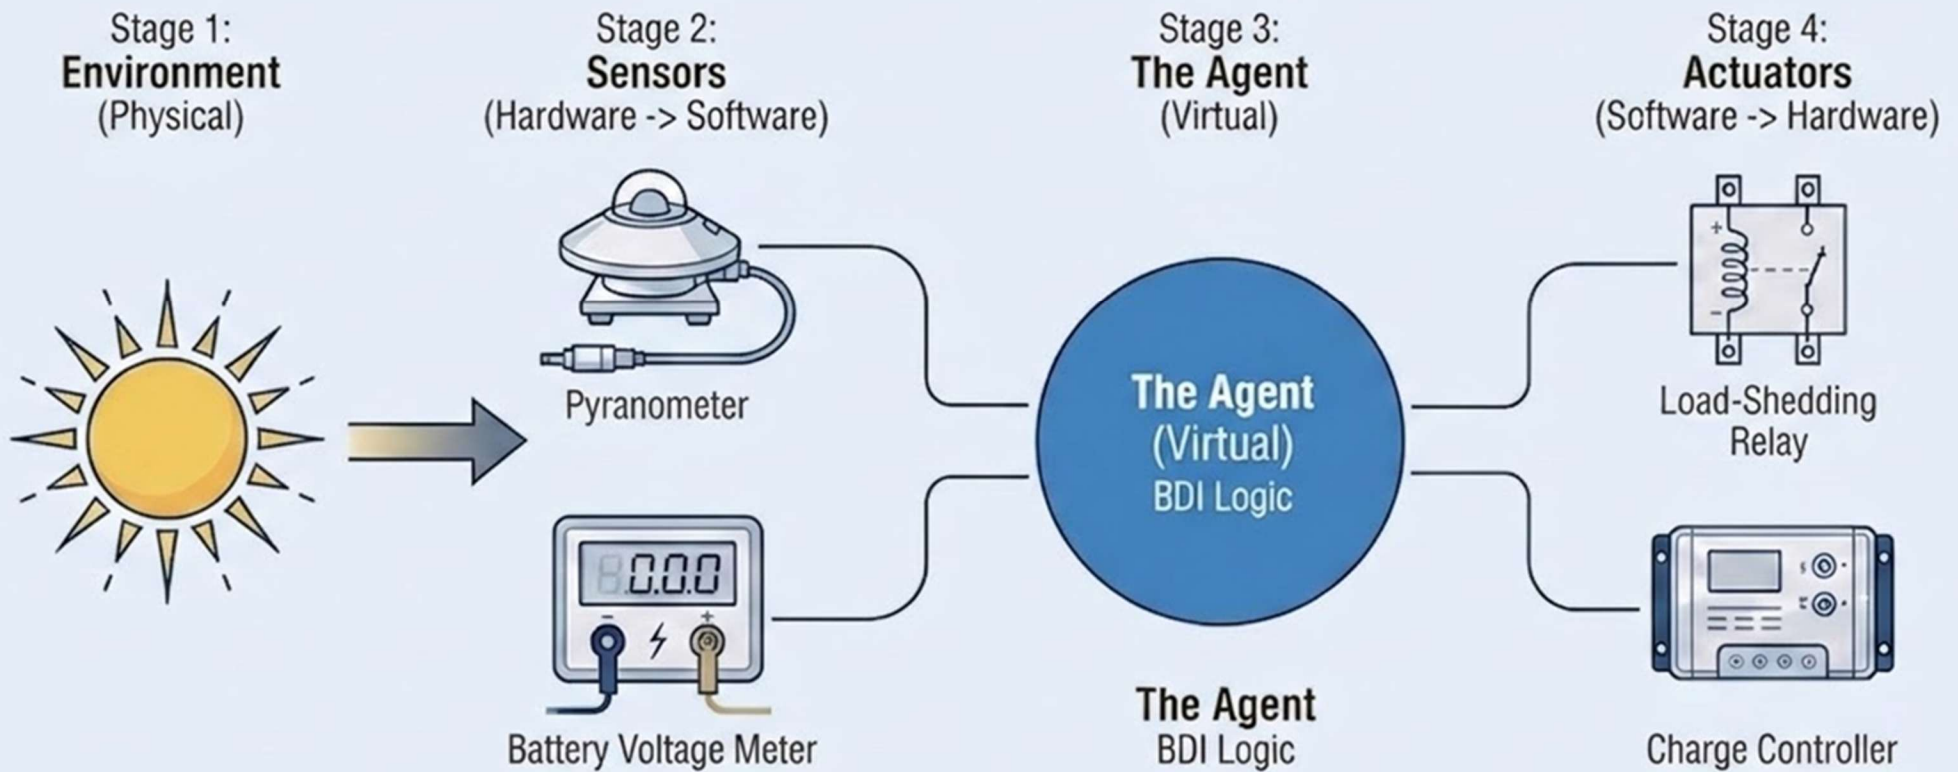 Stage 1:
Environment
(Physical)
Stage 2:
Sensors
(Hardware -> Software)
Stage 3:
The Agent
(Virtual)
Stage 4:
Actuators
(Software -> Hardware)
Pyranometer
8.0.0.0
- +
Battery Voltage Meter
The Agent
(Virtual)
BDI Logic
The Agent
BDI Logic
+
-
Load-Shedding
Relay
Charge Controller